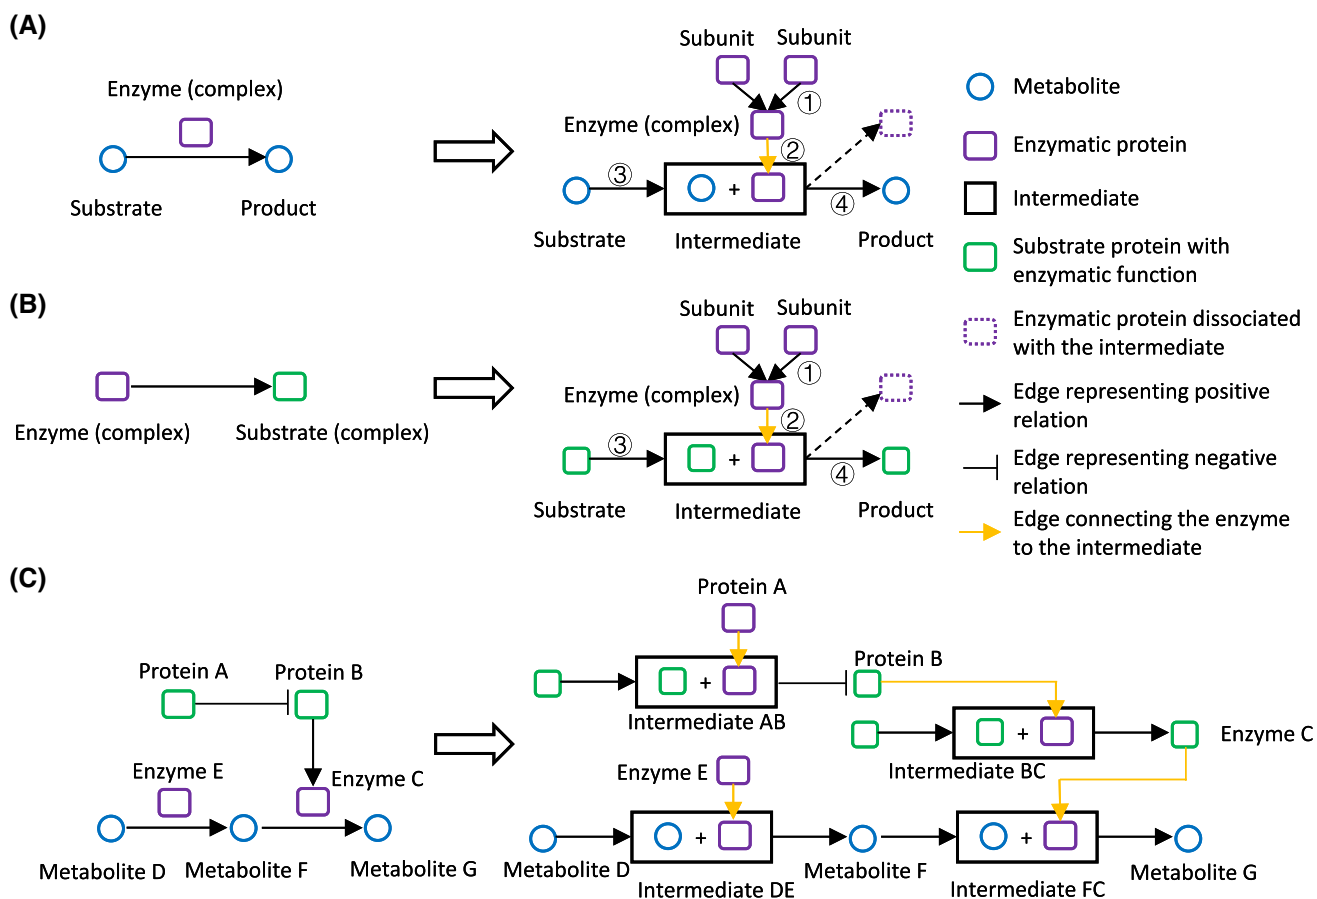 (A)
Enzyme (complex)
Substrate
Product
Subunit
Subunit
①
Enzyme (complex)
②
③
+
④
Substrate
Intermediate
Product
Metabolite
Enzymatic protein
Intermediate
Substrate protein with
enzymatic function
Enzymatic protein dissociated
with the intermediate
Edge representing positive
relation
Edge representing negative
relation
Edge connecting the enzyme
to the intermediate
(B)
Enzyme (complex)
Substrate (complex)
Subunit
Subunit
①
Enzyme (complex)
②
③
+
④
Substrate
Intermediate
Product
(C)
Protein A
Protein B
Enzyme E
Enzyme C
Metabolite D
Metabolite F
Metabolite G
Protein A
+
Intermediate AB
Protein B
+
Enzyme C
Intermediate BC
Enzyme E
+
+
Metabolite D
Intermediate DE
Metabolite F
Intermediate FC
Metabolite G